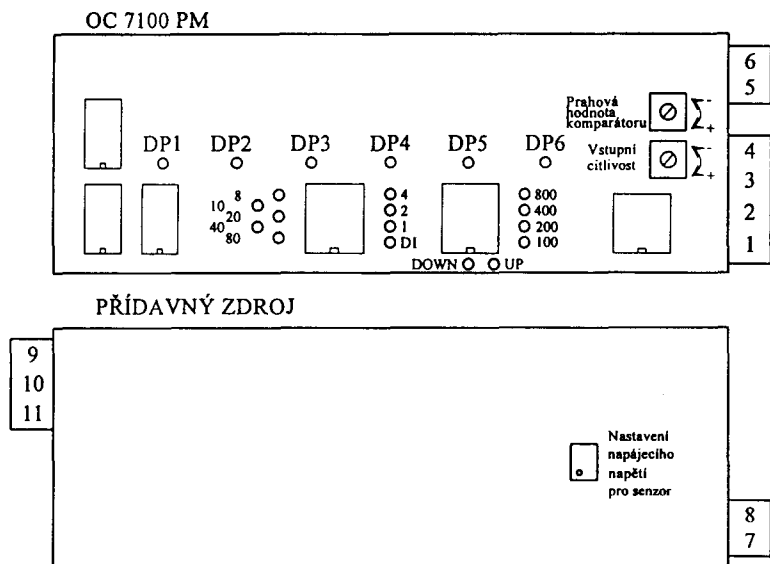 OC 7100 PM
6
5
Prahová
hodnota
komparátoru
-
+
DP1 DP2 DP3 DP4 DP5 DP6
Vstupní
citlivost
-
+
4
3
2
1
8
10
20
40
80
4
2
1
D1
800
400
200
100
DOWN UP
PŘÍDAVNÝ ZDROJ
9
10
11
Nastavení
napájecího
napětí
pro senzor
8
7